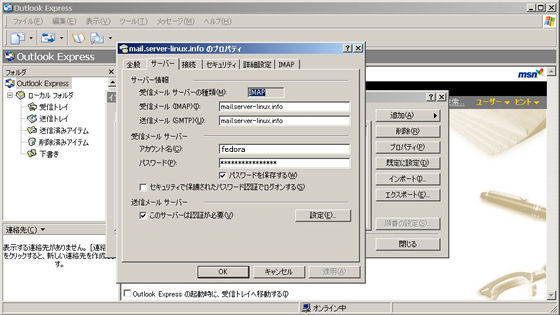 Outlook Express
ファイル(F) 編集(E) 表示(V) ツール(T) メッセージ(M) ヘルプ(H)
Outlook Express
フォルダ
Outlook Express
ローカル フォルダ
受信トレイ
送信トレイ
送信済みアイテム
削除済みアイテム
下書き
連絡先(C)
表示する連絡先がありません。[連絡先]
をクリックすると、新しい連絡先を作成
す。
msn
検索...
ユーザー
ヒント
mail.server-linux.info のプロパティ
全般 サーバー 接続 セキュリティ 詳細設定 IMAP
サーバー情報
受信メール サーバーの種類(M): IMAP
受信メール (IMAP)(I): mail.server-linux.info
送信メール (SMTP)(U): mail.server-linux.info
受信メール サーバー
アカウント名(C): fedora
パスワード(P): ****************
パスワードを保存する(W)
セキュリティで保護されたパスワード認証でログオンする(S)
送信メール サーバー
このサーバーは認証が必要(V) 設定(E)...
OK キャンセル 適用(A)
追加(A)
削除(R)
プロパティ(P)
既定に設定(D)
インポート(I)...
エクスポート(E)...
順番の設定(S)...
閉じる
Outlook Express の起動時に、受信トレイへ移動する(I)
オンライン中